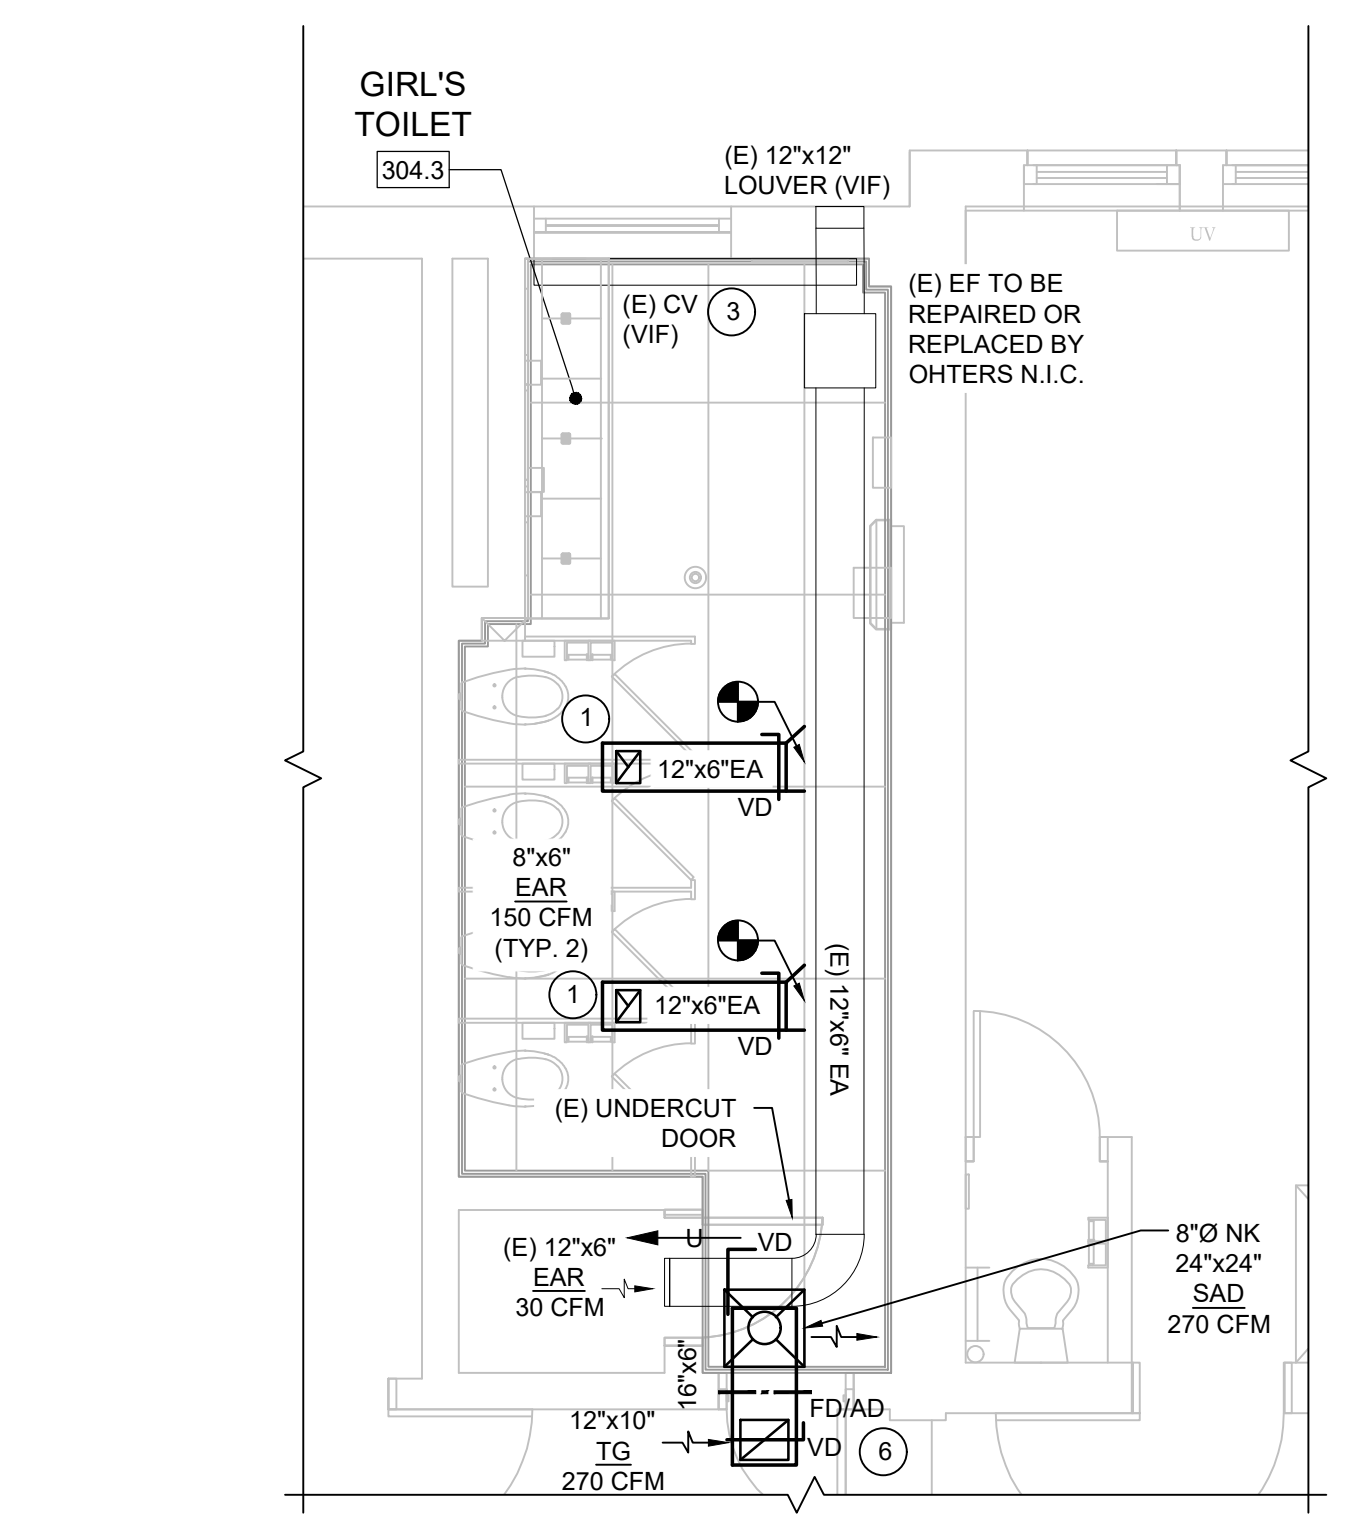 GIRL'S
TOILET
304.3
(E) 12"x12"
LOUVER (VIF)
UV
(E) CV
(VIF)
3
(E) EF TO BE
REPAIRED OR
REPLACED BY
OHTERS N.I.C.
1
12"x6"EA
VD
8"x6"
EAR
150 CFM
(TYP. 2)
1
12"x6"EA
VD
(E) 12"x6" EA
(E) UNDERCUT
DOOR
U
VD
(E) 12"x6"
EAR
30 CFM
8"Ø NK
24"x24"
SAD
270 CFM
16"x6"
FD/AD
12"x10"
TG
270 CFM
VD
6